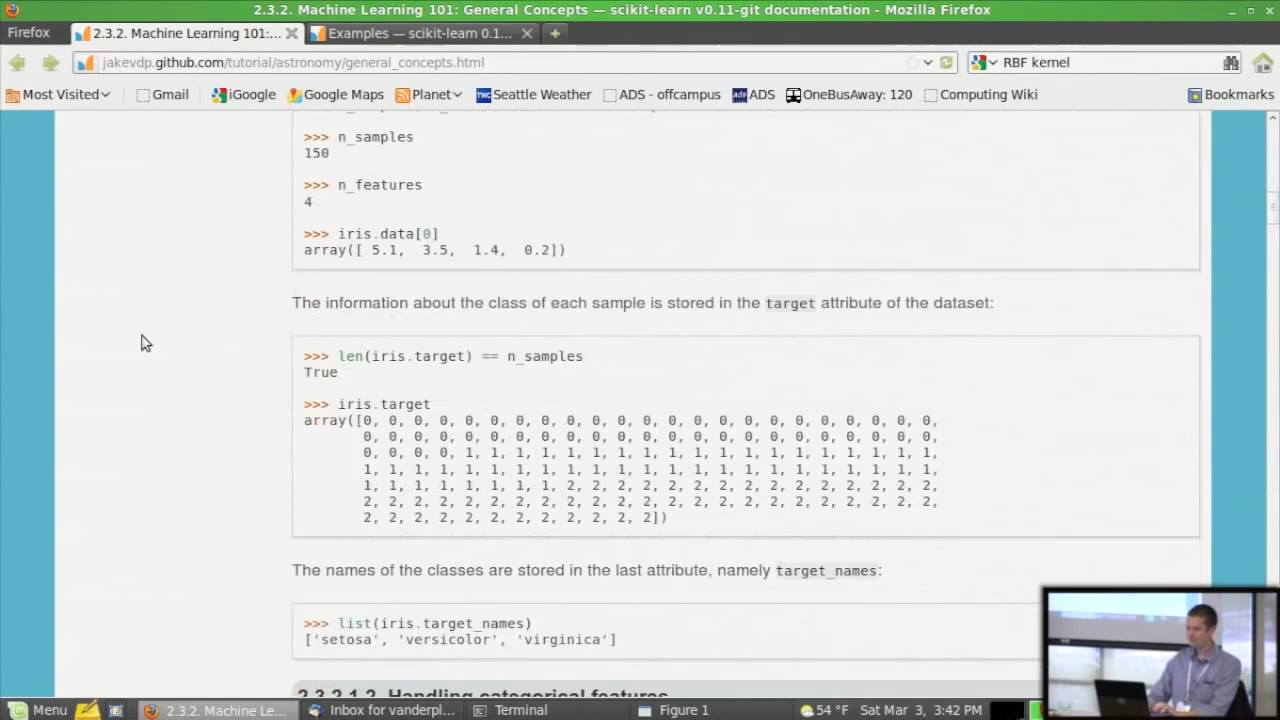 2.3.2. Machine Learning 101: General Concepts — scikit-learn v0.11-git documentation - Mozilla Firefox
Firefox
2.3.2. Machine Learning 101:...
Examples — scikit-learn 0.1...
jakevdp.github.com/tutorial/astronomy/general_concepts.html
RBF kernel
Most Visited
Gmail
iGoogle
Google Maps
Planet
Seattle Weather
ADS - offcampus
ADS
OneBusAway: 120
Computing Wiki
Bookmarks
>>> n_samples
150
>>> n_features
4
>>> iris.data[0]
array([ 5.1,  3.5,  1.4,  0.2])
The information about the class of each sample is stored in the target attribute of the dataset:
>>> len(iris.target) == n_samples
True
>>> iris.target
array([0, 0, 0, 0, 0, 0, 0, 0, 0, 0, 0, 0, 0, 0, 0, 0, 0, 0, 0, 0, 0, 0, 0,
0, 0, 0, 0, 0, 0, 0, 0, 0, 0, 0, 0, 0, 0, 0, 0, 0, 0, 0, 0, 0, 0, 0,
0, 0, 0, 0, 1, 1, 1, 1, 1, 1, 1, 1, 1, 1, 1, 1, 1, 1, 1, 1, 1, 1, 1,
1, 1, 1, 1, 1, 1, 1, 1, 1, 1, 1, 1, 1, 1, 1, 1, 1, 1, 1, 1, 1, 1, 1,
1, 1, 1, 1, 1, 1, 1, 1, 2, 2, 2, 2, 2, 2, 2, 2, 2, 2, 2, 2, 2, 2, 2,
2, 2, 2, 2, 2, 2, 2, 2, 2, 2, 2, 2, 2, 2, 2, 2, 2, 2, 2, 2, 2, 2, 2,
2, 2, 2, 2, 2, 2, 2, 2, 2, 2, 2, 2])
The names of the classes are stored in the last attribute, namely target_names:
>>> list(iris.target_names)
['setosa', 'versicolor', 'virginica']
2.3.2.1.2. Handling categorical features
Menu
2.3.2. Machine Le...
Inbox for vanderpl...
Terminal
Figure 1
54 °F
Sat Mar 3, 3:42 PM